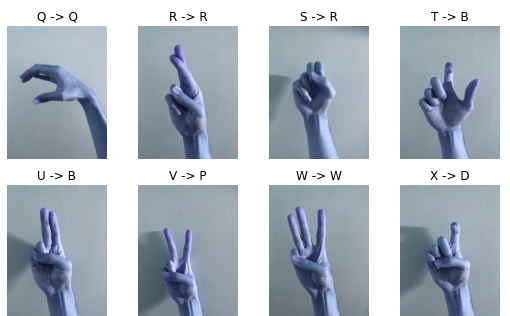 Q -> Q
R -> R
S -> R
T -> B
U -> B
V -> P
W -> W
X -> D